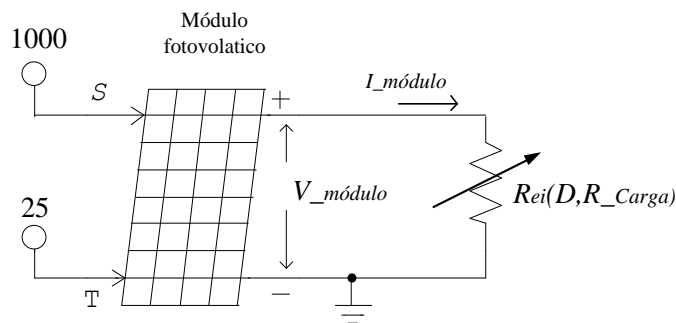 Módulo
fotovolatico
1000
S
+
I_módulo
V_módulo
Rei(D,R_Carga)
25
T
−